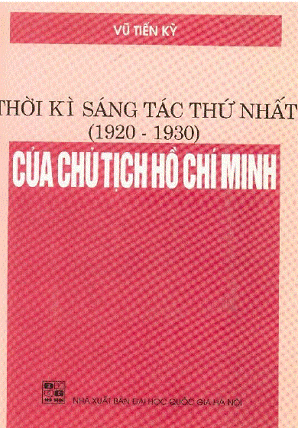 VŨ TIẾN KỲ
THỜI KÌ SÁNG TÁC THỨ NHẤT
(1920 - 1930)
CỦA CHỦ TỊCH HỒ CHÍ MINH
NHÀ XUẤT BẢN ĐẠI HỌC QUỐC GIA HÀ NỘI